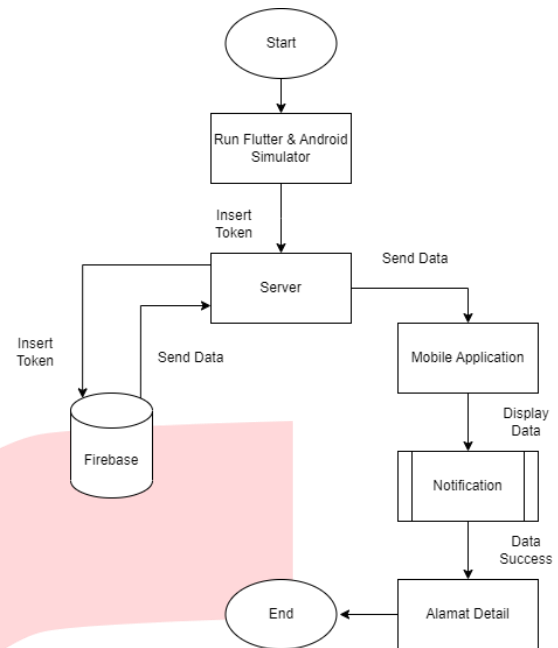 Start
Run Flutter & Android
Simulator
Insert
Token
Server
Send Data
Insert
Token
Send Data
Mobile Application
Firebase
Display
Data
Notification
Data
Success
Alamat Detail
End